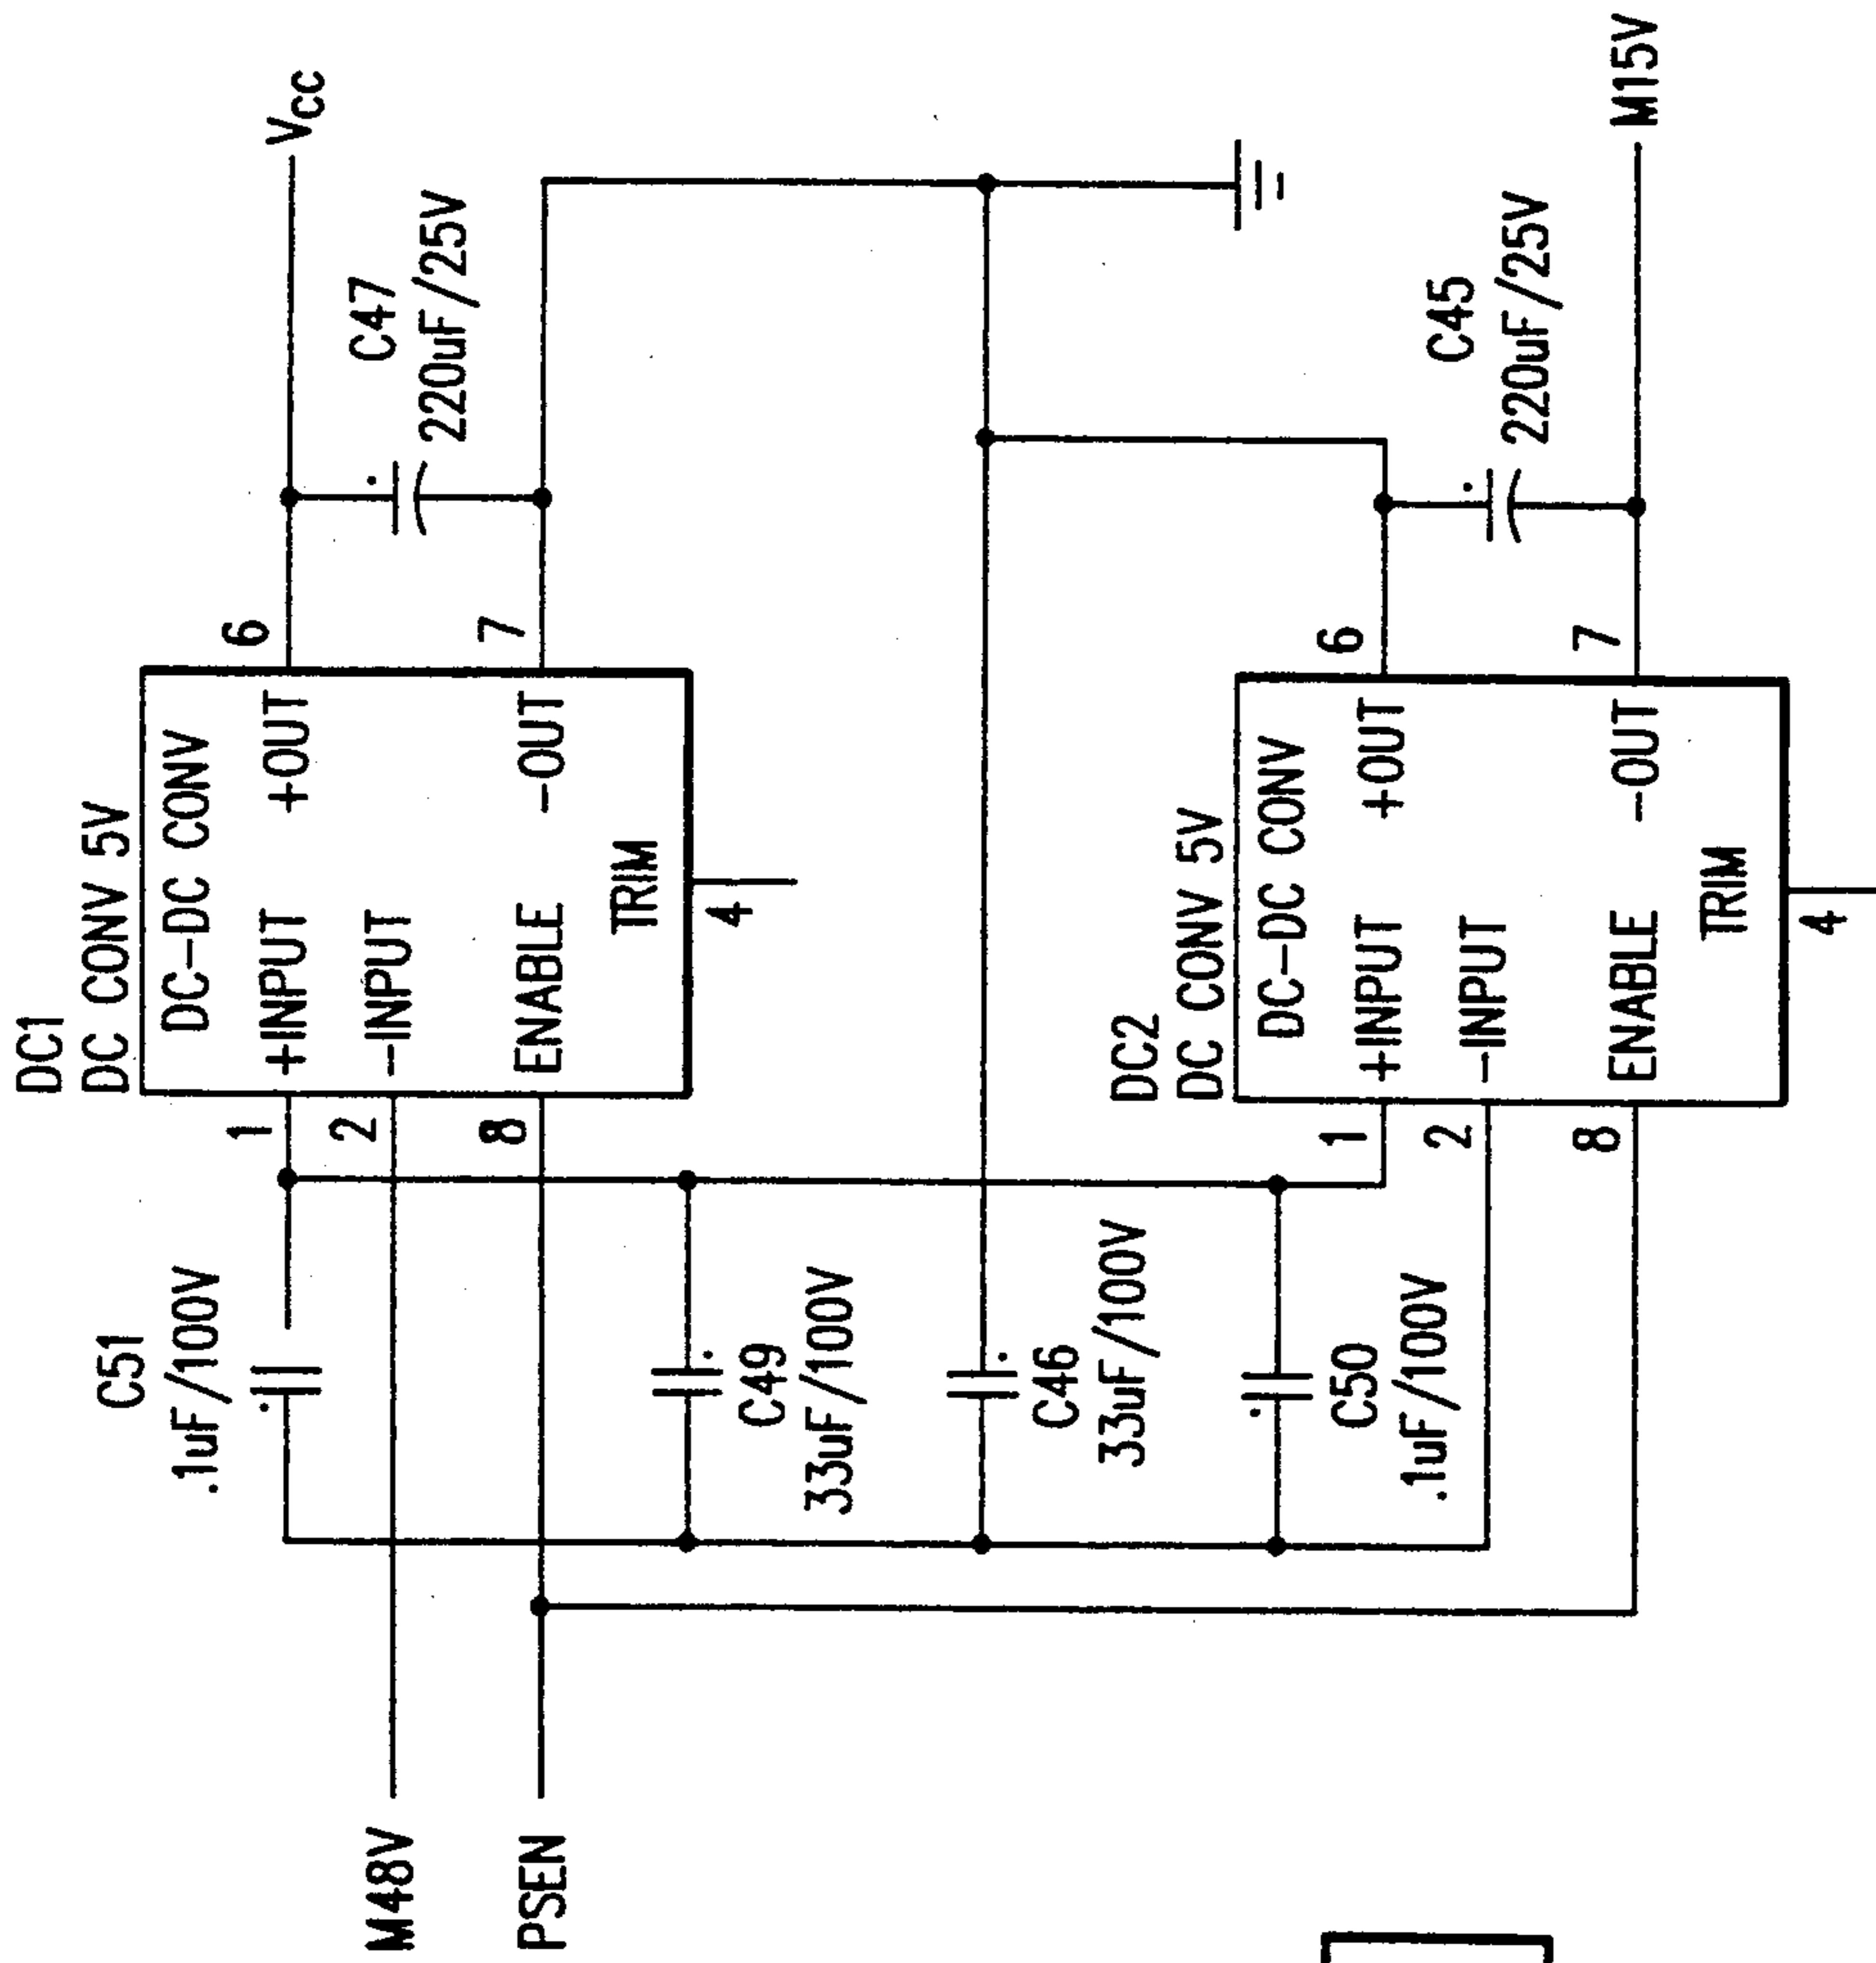 DC1
DC CONV 5V
DC-DC CONV
+INPUT
+OUT
-INPUT
ENABLE
-OUT
TRIM
1
2
8
6
7
4
Vcc
C47
220uF/25V
C51
.1uF/100V
M48V
PSEN
C49
33uF/100V
C46
33uF/100V
C50
.1uF/100V
DC2
DC CONV 5V
DC-DC CONV
+INPUT
+OUT
-INPUT
ENABLE
-OUT
TRIM
1
2
8
6
7
4
C45
220uF/25V
M15V